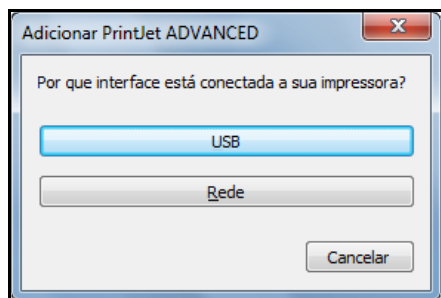 Adicionar PrintJet ADVANCED
Por que interface está conectada a sua impressora?
USB
Rede
Cancelar